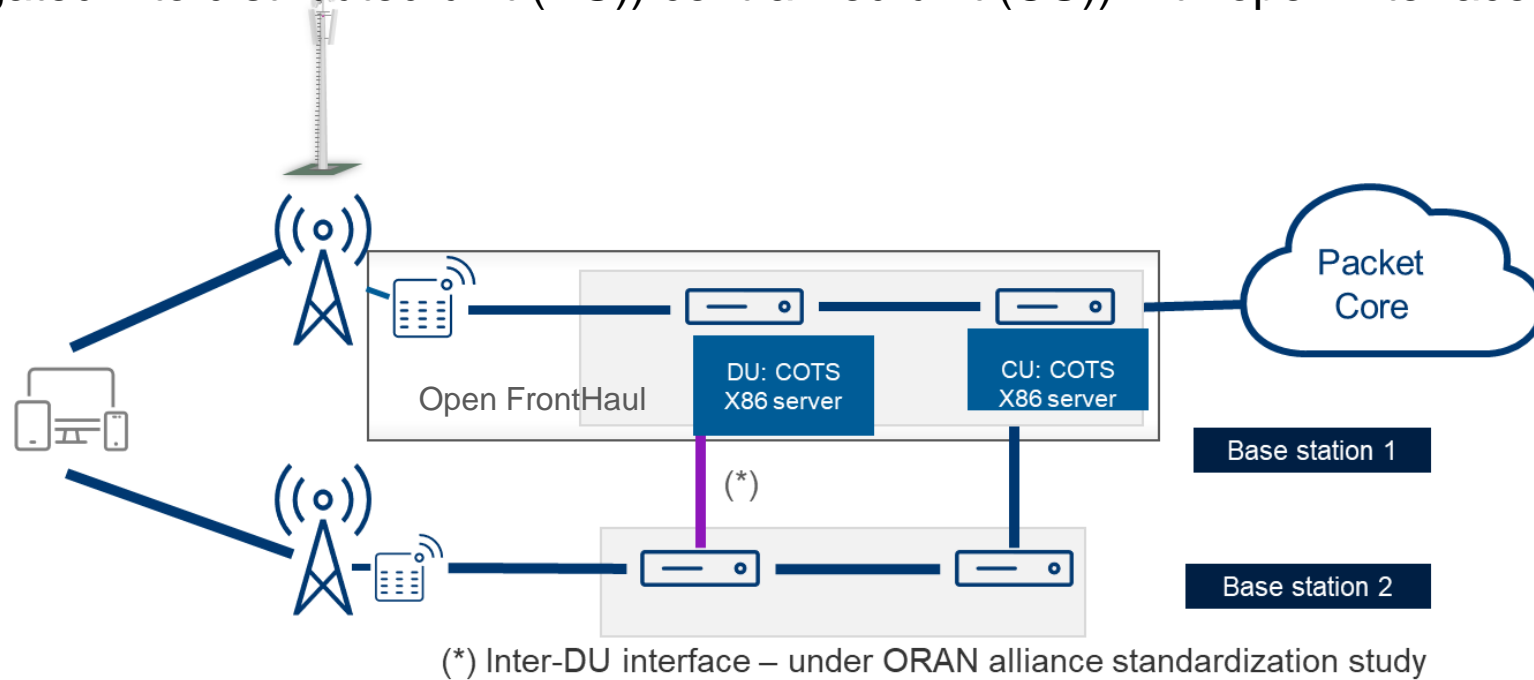 Packet
Core
DU: COTS
X86 server
CU: COTS
X86 server
Open FrontHaul
Base station 1
(*)
Base station 2
(*) Inter-DU interface – under ORAN alliance standardization study